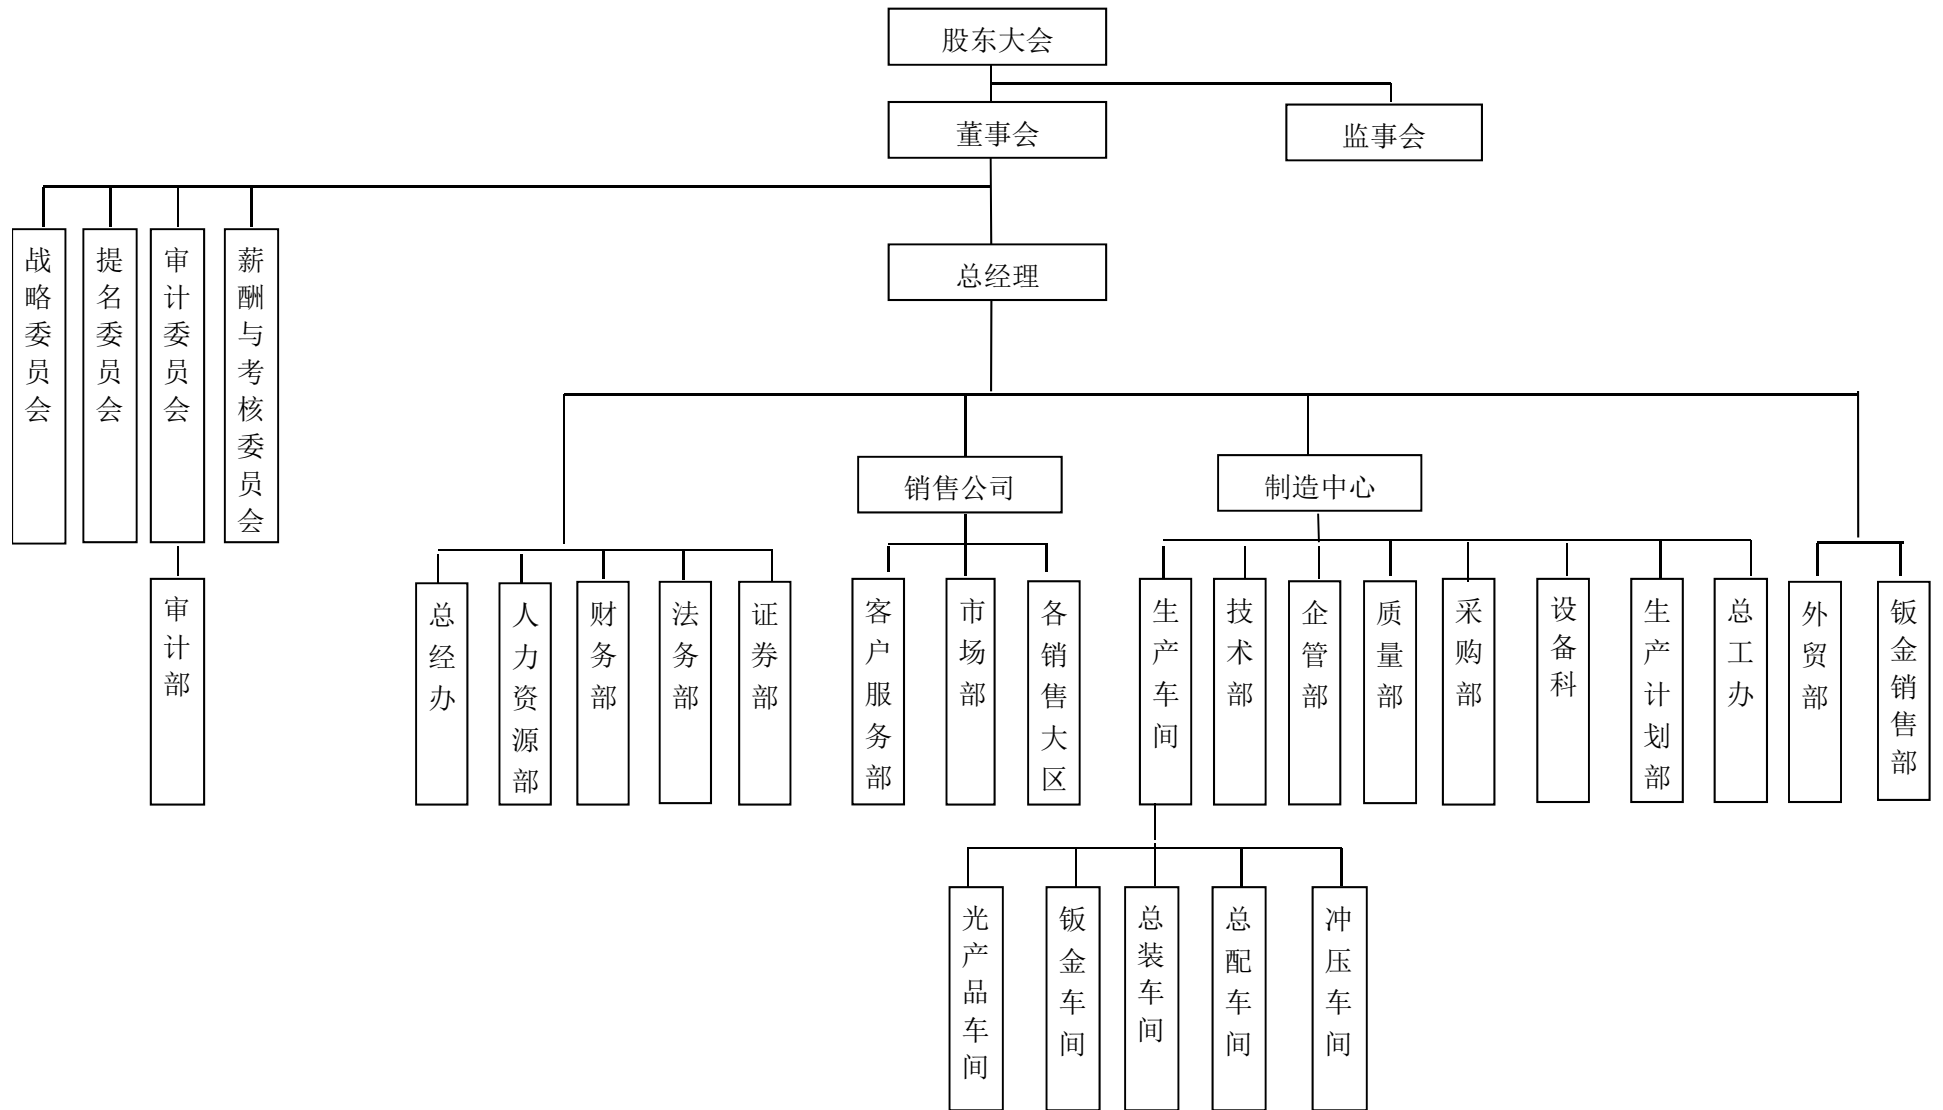 股东大会
董事会
监事会
战略委员会
提名委员会
审计委员会
薪酬与考核委员会
总经理
销售公司
制造中心
审计部
总经办
人力资源部
财务部
法务部
证券部
客户服务部
市场部
各销售大区
生产车间
技术部
企管部
质量部
采购部
设备科
生产计划部
总工办
外贸部
钣金销售部
光产品车间
钣金车间
总装车间
总配车间
冲压车间